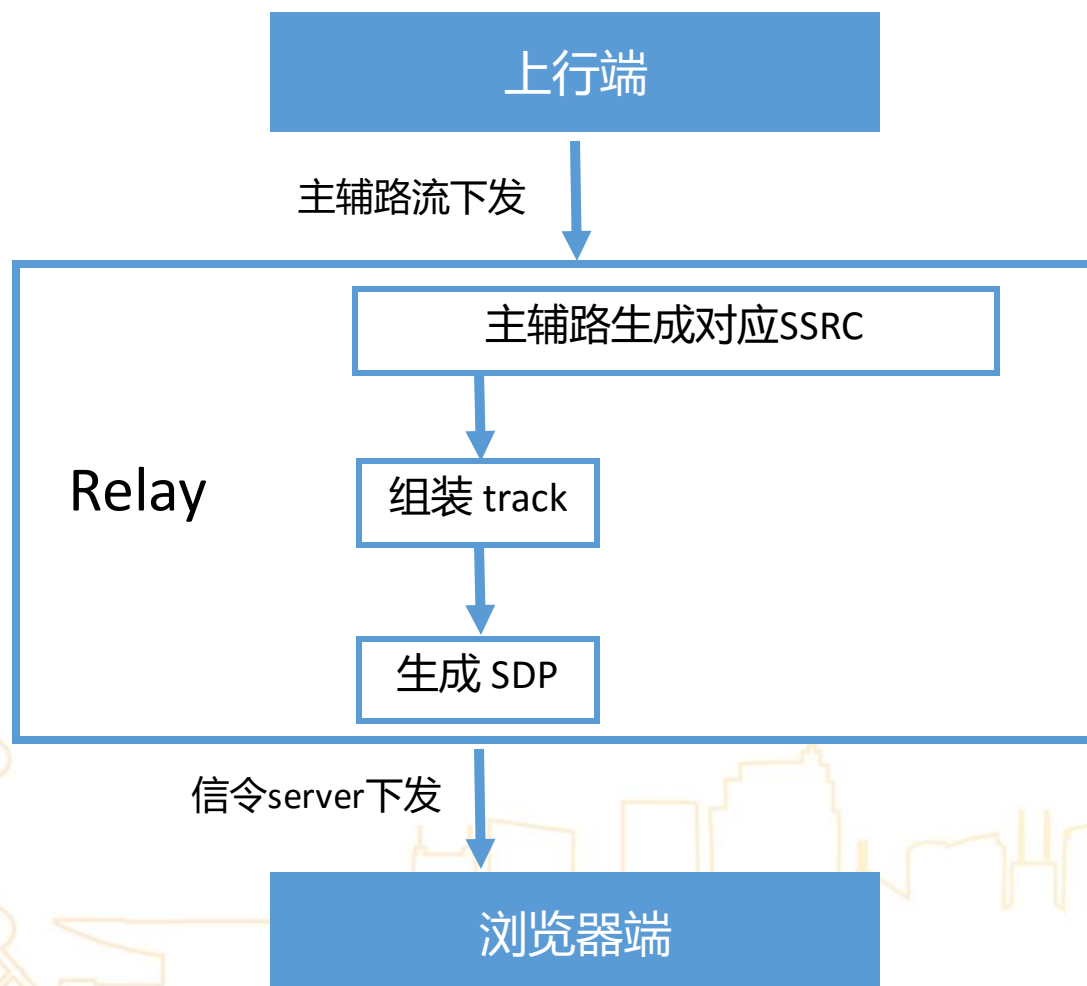 上行端
主辅路流下发
主辅路生成对应SSRC
Relay
组装 track
生成 SDP
信令server下发
浏览器端